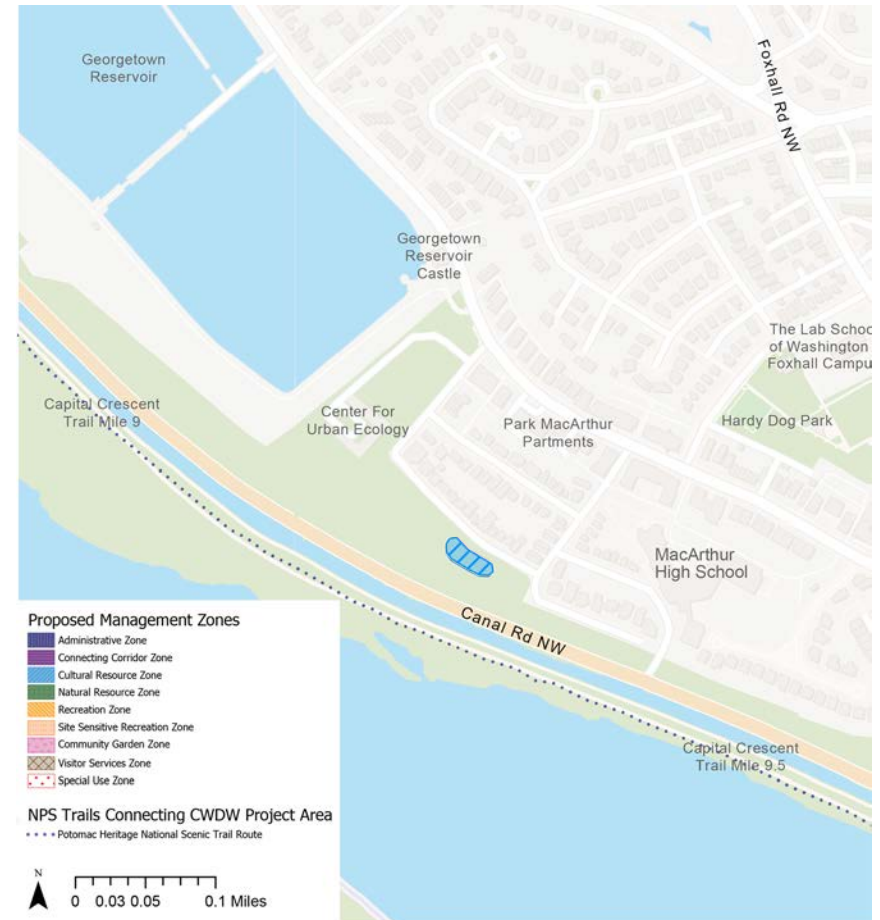 Georgetown
Reservoir
Foxhall Rd NW
Georgetown
Reservoir
Castle
The Lab Schoo
of Washington
Foxhall Campu
Capital Crescent
Trail Mile 9
Center For
Urban Ecology
Park MacArthur
Partments
Hardy Dog Park
MacArthur
High School
Canal Rd NW
Capital Crescent
Trail Mile 9.5
Proposed Management Zones
Administrative Zone
Connecting Corridor Zone
Cultural Resource Zone
Natural Resource Zone
Recreation Zone
Site Sensitive Recreation Zone
Community Garden Zone
Visitor Services Zone
Special Use Zone
NPS Trails Connecting CWDW Project Area
Potomac Heritage National Scenic Trail Route
N
0 0.03 0.05 0.1 Miles